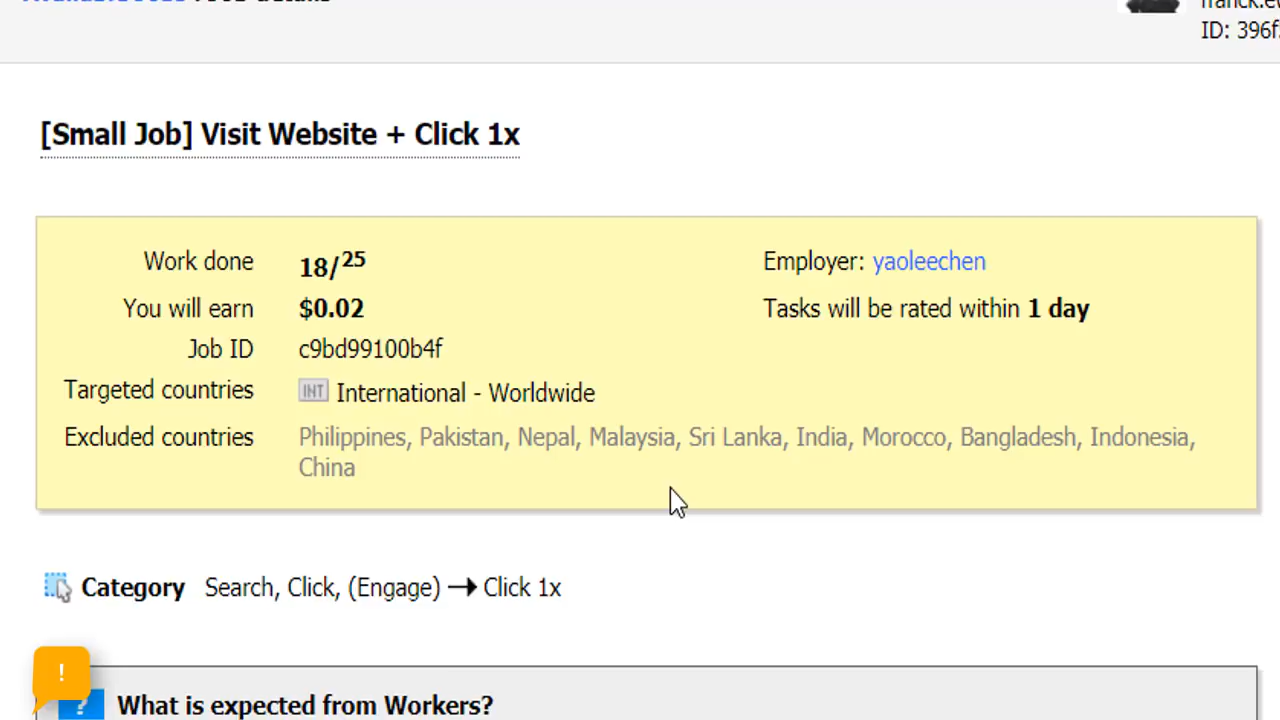 franck.e
ID: 396f
[Small Job] Visit Website + Click 1x
Work done 18/25 Employer: yaoleechen
You will earn $0.02 Tasks will be rated within 1 day
Job ID c9bd99100b4f
Targeted countries INT International - Worldwide
Excluded countries Philippines, Pakistan, Nepal, Malaysia, Sri Lanka, India, Morocco, Bangladesh, Indonesia,
China
Category Search, Click, (Engage) → Click 1x
!
? What is expected from Workers?